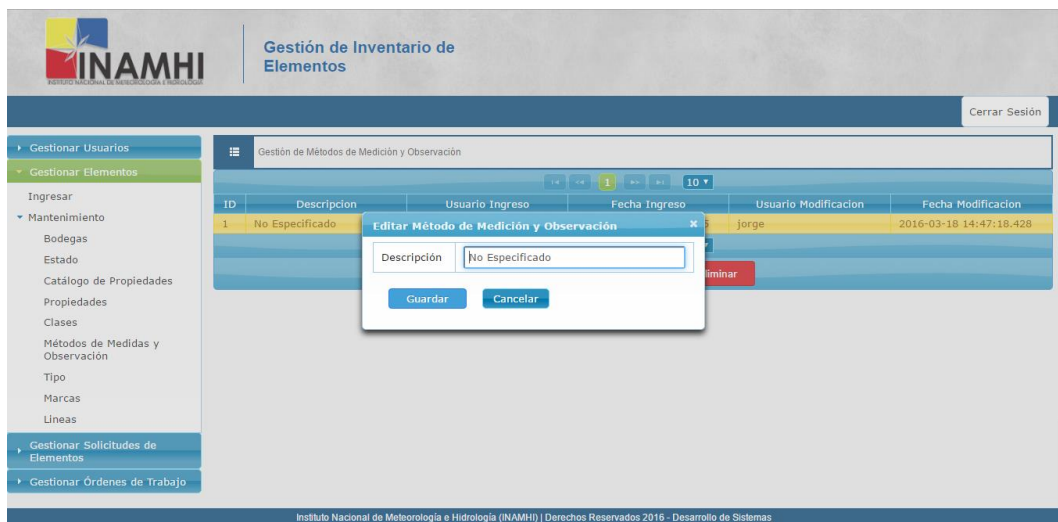 INAMHI
INSTITUTO NACIONAL DE METEOROLOGÍA E HIDROLOGÍA
Gestión de Inventario de
Elementos
Cerrar Sesión
Gestionar Usuarios
Gestionar Elementos
Ingresar
Mantenimiento
Bodegas
Estado
Catálogo de Propiedades
Propiedades
Clases
Métodos de Medidas y
Observación
Tipo
Marcas
Lineas
Gestionar Solicitudes de
Elementos
Gestionar Órdenes de Trabajo
Gestión de Métodos de Medición y Observación
1 10
ID Descripcion Usuario Ingreso Fecha Ingreso Usuario Modificacion Fecha Modificacion
1 No Especificado jorge 2016-03-18 14:47:18.428
Editar Método de Medición y Observación
Descripción No Especificado
Guardar Cancelar
Instituto Nacional de Meteorología e Hidrología (INAMHI) | Derechos Reservados 2016 - Desarrollo de Sistemas